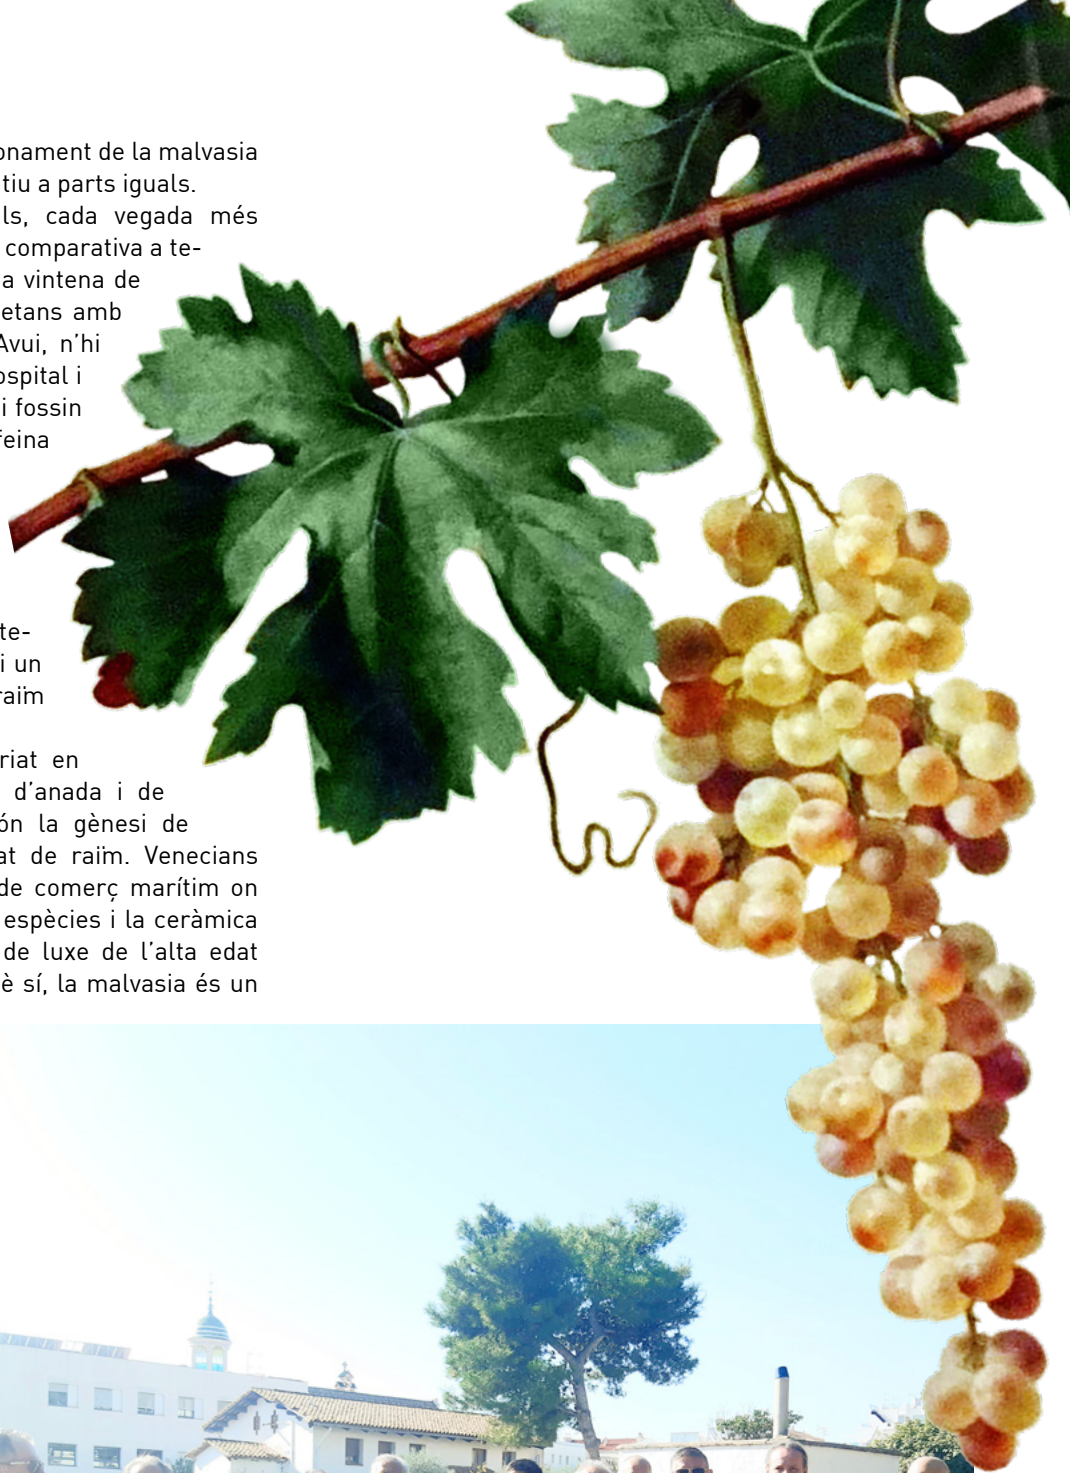 onament de la malvasia
tiu a parts iguals.
ls, cada vegada més
comparativa a te-
a vintena de
etans amb
Avui, n’hi
ospital i
i fossin
feina
te-
i un
raïm
riat en
d’anada i de
ón la gènesi de
at de raïm. Venecians
de comerç marítim on
espècies i la ceràmica
de luxe de l’alta edat
è sí, la malvasia és un